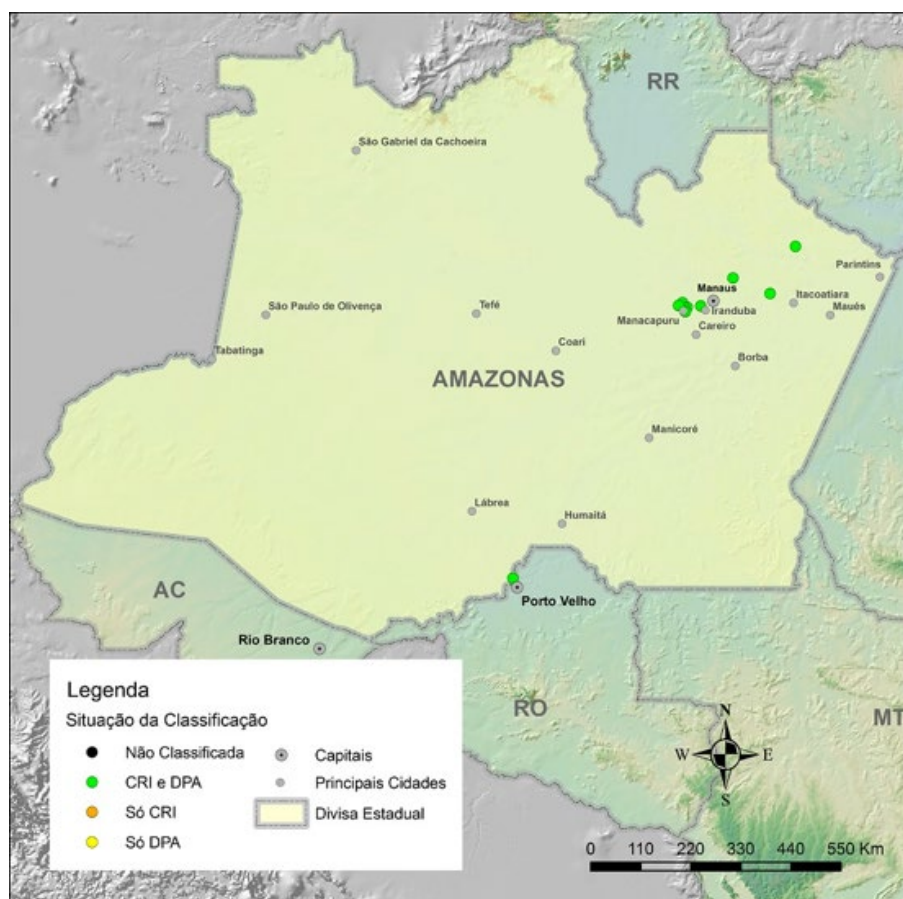 RR
São Gabriel da Cachoeira
Parintins
Manaus
Itacoatiara
São Paulo de Olivença
Tefé
Iranduba
Maués
Manacapuru
Careiro
Tabatinga
Coari
Borba
AMAZONAS
Manicoré
Lábrea
Humaitá
AC
Porto Velho
Rio Branco
RO
MT
N
W
E
S
Legenda
Situação da Classificação
Não Classificada
CRI e DPA
Só CRI
Só DPA
Capitais
Principais Cidades
Divisa Estadual
0 110 220 330 440 550 Km